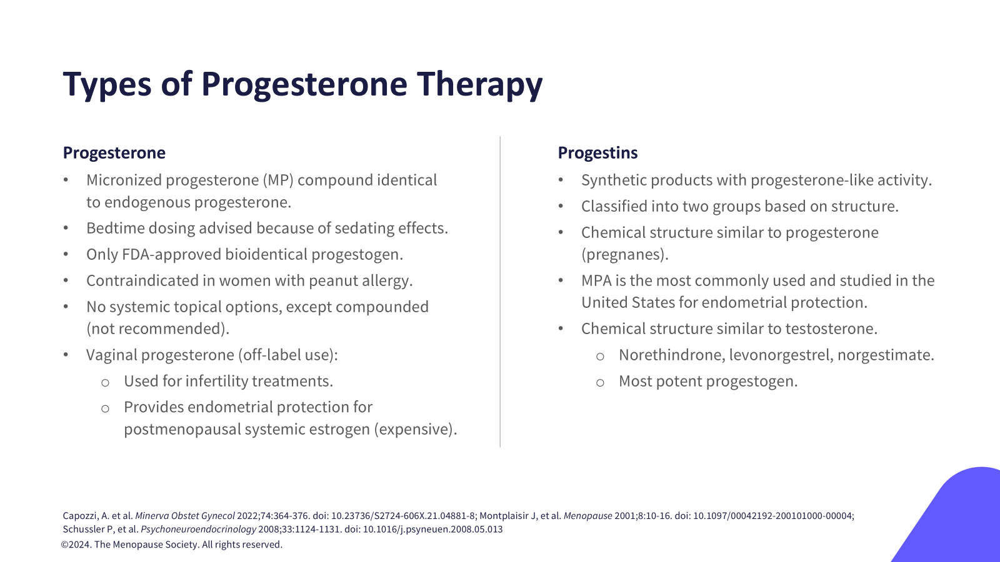 Types of Progesterone Therapy
Progesterone
• Micronized progesterone (MP) compound identical
to endogenous progesterone.
• Bedtime dosing advised because of sedating effects.
• Only FDA-approved bioidentical progestogen.
• Contraindicated in women with peanut allergy.
• No systemic topical options, except compounded
(not recommended).
• Vaginal progesterone (off-label use):
o Used for infertility treatments.
o Provides endometrial protection for
postmenopausal systemic estrogen (expensive).
Progestins
• Synthetic products with progesterone-like activity.
• Classified into two groups based on structure.
• Chemical structure similar to progesterone
(pregnanes).
• MPA is the most commonly used and studied in the
United States for endometrial protection.
• Chemical structure similar to testosterone.
o Norethindrone, levonorgestrel, norgestimate.
o Most potent progestogen.
Capozzi, A. et al. Minerva Obstet Gynecol 2022;74:364-376. doi: 10.23736/S2724-606X.21.04881-8; Montplaisir J, et al. Menopause 2001;8:10-16. doi: 10.1097/00042192-200101000-00004;
Schussler P, et al. Psychoneuroendocrinology 2008;33:1124-1131. doi: 10.1016/j.psyneuen.2008.05.013
©2024. The Menopause Society. All rights reserved.